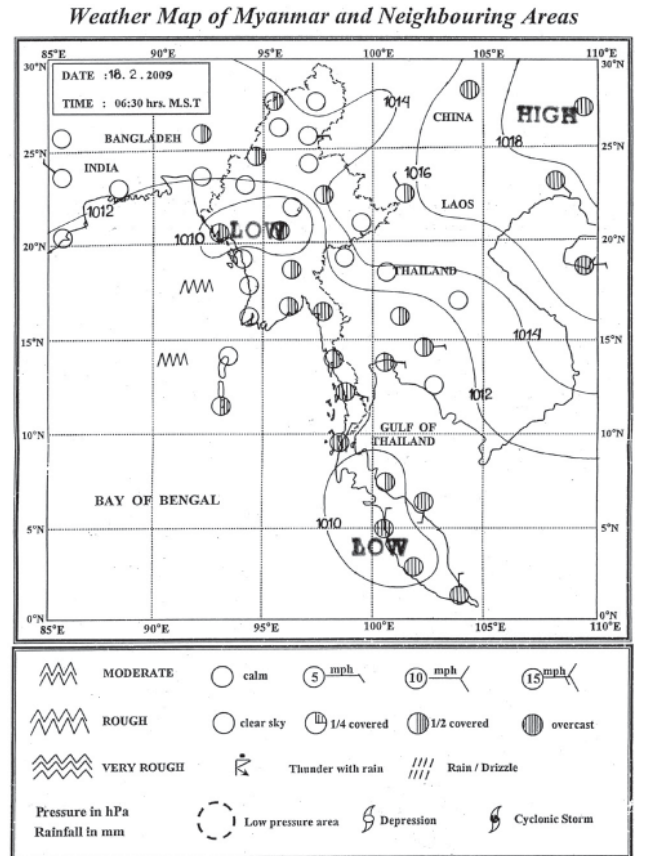 Weather Map of Myanmar and Neighbouring Areas
85°E 90°E 95°E 100°E 105°E 110°E
30°N 30°N
DATE :18.2.2009
TIME : 06:30 hrs. M.S.T
1014
CHINA
HIGH
1018
25°N 25°N
BANGLADEH
INDIA
1016
LAOS
1012
LOW
1010
20°N 20°N
THAILAND
15°N 15°N
1014
1012
GULF OF
THAILAND
10°N 10°N
BAY OF BENGAL
1010
5°N 5°N
LOW
0°N 0°N
85°E 90°E 95°E 100°E 105°E 110°E
MODERATE calm 5 mph 10 mph 15 mph
ROUGH clear sky 1/4 covered 1/2 covered overcast
VERY ROUGH Thunder with rain Rain / Drizzle
Pressure in hPa
Rainfall in mm
Low pressure area Depression Cyclonic Storm